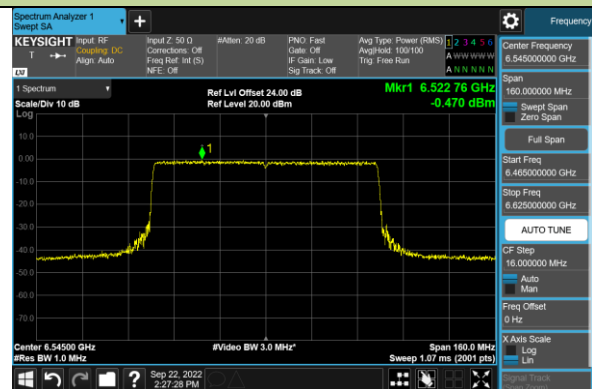 Spectrum Analyzer 1
Swept SA
+
Frequency
KEYSIGHT
T
LXI
Input: RF
Coupling: DC
Align: Auto
Input Z: 50 Ω
Corrections: Off
Freq Ref: Int (S)
NFE: Off
#Atten: 20 dB
PNO: Fast
Gate: Off
IF Gain: Low
Sig Track: Off
Avg Type: Power (RMS)
Avg|Hold: 100/100
Trig: Free Run
1 2 3 4 5 6
A W W W W W
A N N N N N
1 Spectrum
Scale/Div 10 dB
Log
Ref Lvl Offset 24.00 dB
Ref Level 20.00 dBm
Mkr1 6.522 76 GHz
-0.470 dBm
1
10.0
0.00
-10.0
-20.0
-30.0
-40.0
-50.0
-60.0
-70.0
Center 6.54500 GHz
#Res BW 1.0 MHz
#Video BW 3.0 MHz*
Span 160.0 MHz
Sweep 1.07 ms (2001 pts)
Sep 22, 2022
2:27:28 PM
?
Center Frequency
6.545000000 GHz
Span
160.000000 MHz
Swept Span
Zero Span
Full Span
Start Freq
6.465000000 GHz
Stop Freq
6.625000000 GHz
AUTO TUNE
CF Step
16.000000 MHz
Auto
Man
Freq Offset
0 Hz
X Axis Scale
Log
Lin
Signal Track